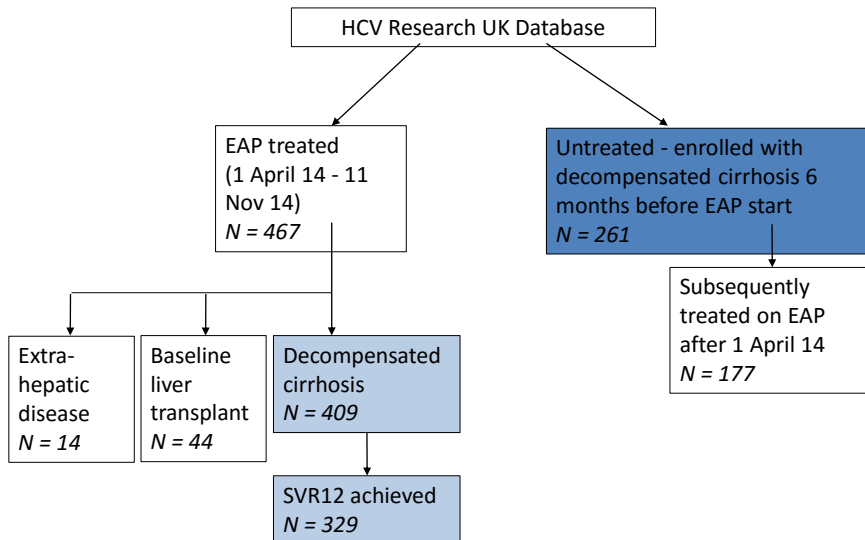 HCV Research UK Database
EAP treated
(1 April 14 - 11
Nov 14)
N = 467
Untreated - enrolled with
decompensated cirrhosis 6
months before EAP start
N = 261
Subsequently
treated on EAP
after 1 April 14
N = 177
Extra-
hepatic
disease
N = 14
Baseline
liver
transplant
N = 44
Decompensated
cirrhosis
N = 409
SVR12 achieved
N = 329